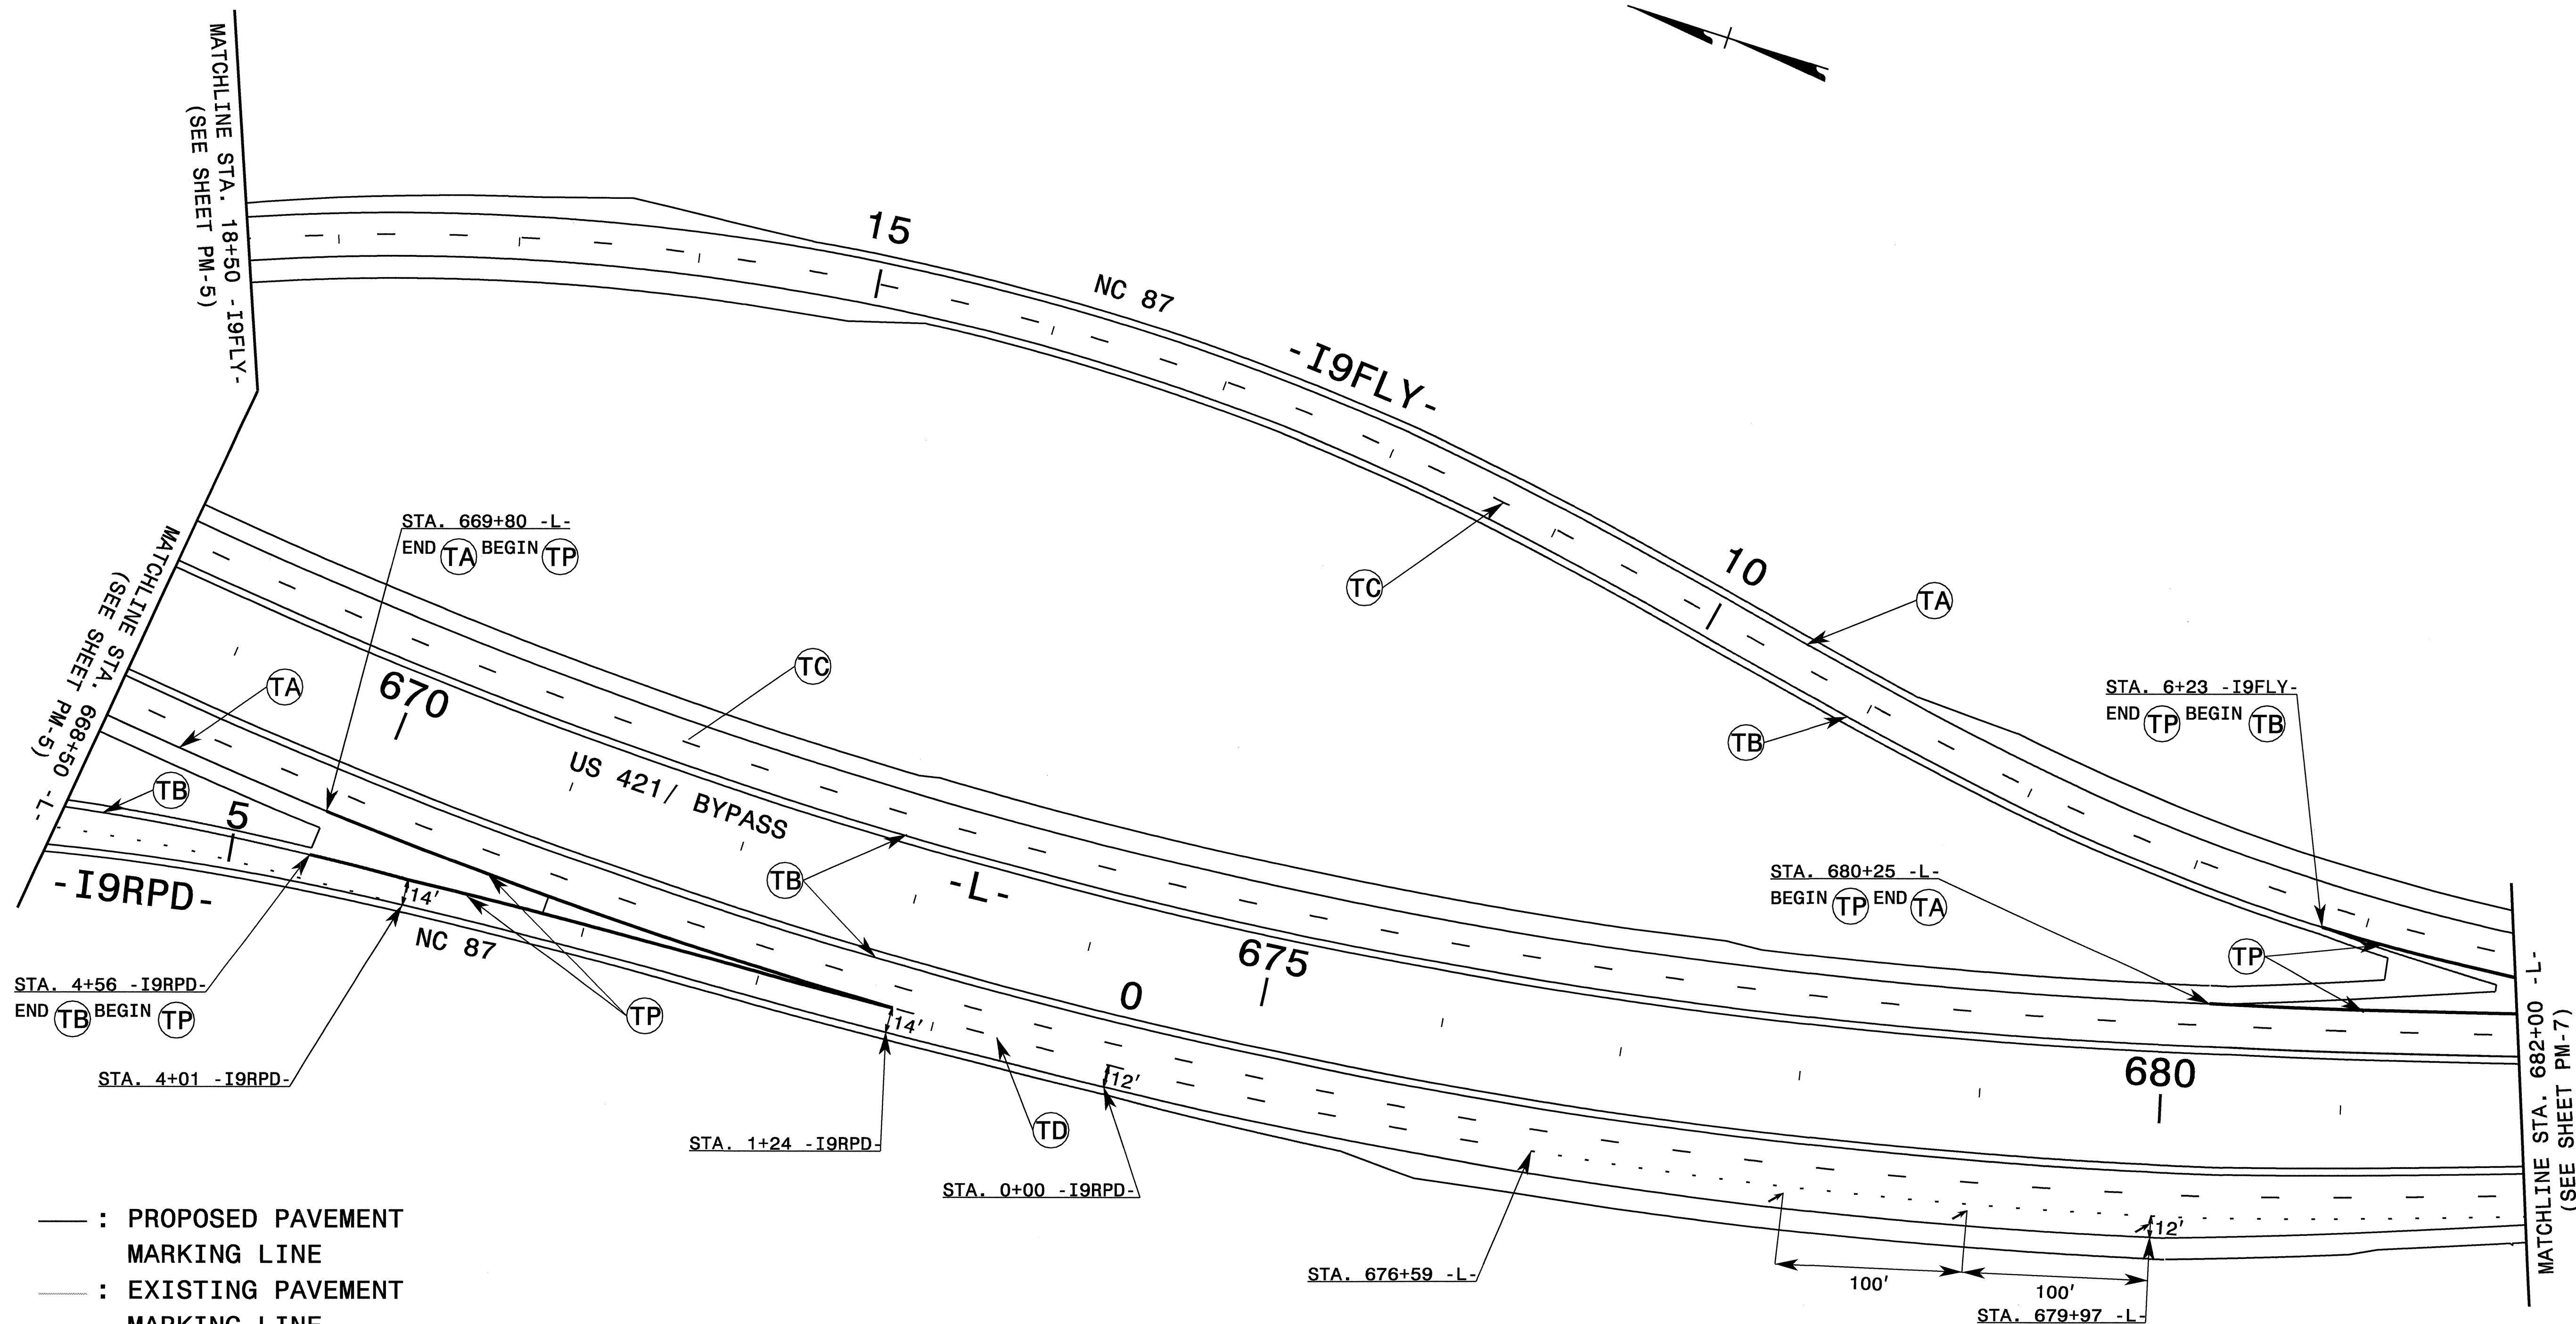 MATCHLINE STA. 18+50 -I9FLY-
(SEE SHEET PM-5)
15
NC 87
-I9FLY-
10
TC
TA
TB
STA. 6+23 -I9FLY-
END TP BEGIN TB
STA. 669+80 -L-
END TA BEGIN TP
MATCHLINE STA. 668+50 -L-
(SEE SHEET PM-5)
TA
TC
670
US 421/ BYPASS
TB
5
TB
-L-
675
0
STA. 680+25 -L-
BEGIN TP END TA
TP
-I9RPD-
14'
NC 87
STA. 4+56 -I9RPD-
END TB BEGIN TP
TP
14'
STA. 4+01 -I9RPD-
12'
TD
STA. 1+24 -I9RPD-
STA. 0+00 -I9RPD-
680
MATCHLINE STA. 682+00 -L-
(SEE SHEET PM-7)
12'
STA. 676+59 -L-
100'
100'
STA. 679+97 -L-
: PROPOSED PAVEMENT
MARKING LINE
: EXISTING PAVEMENT
MARKING LINE